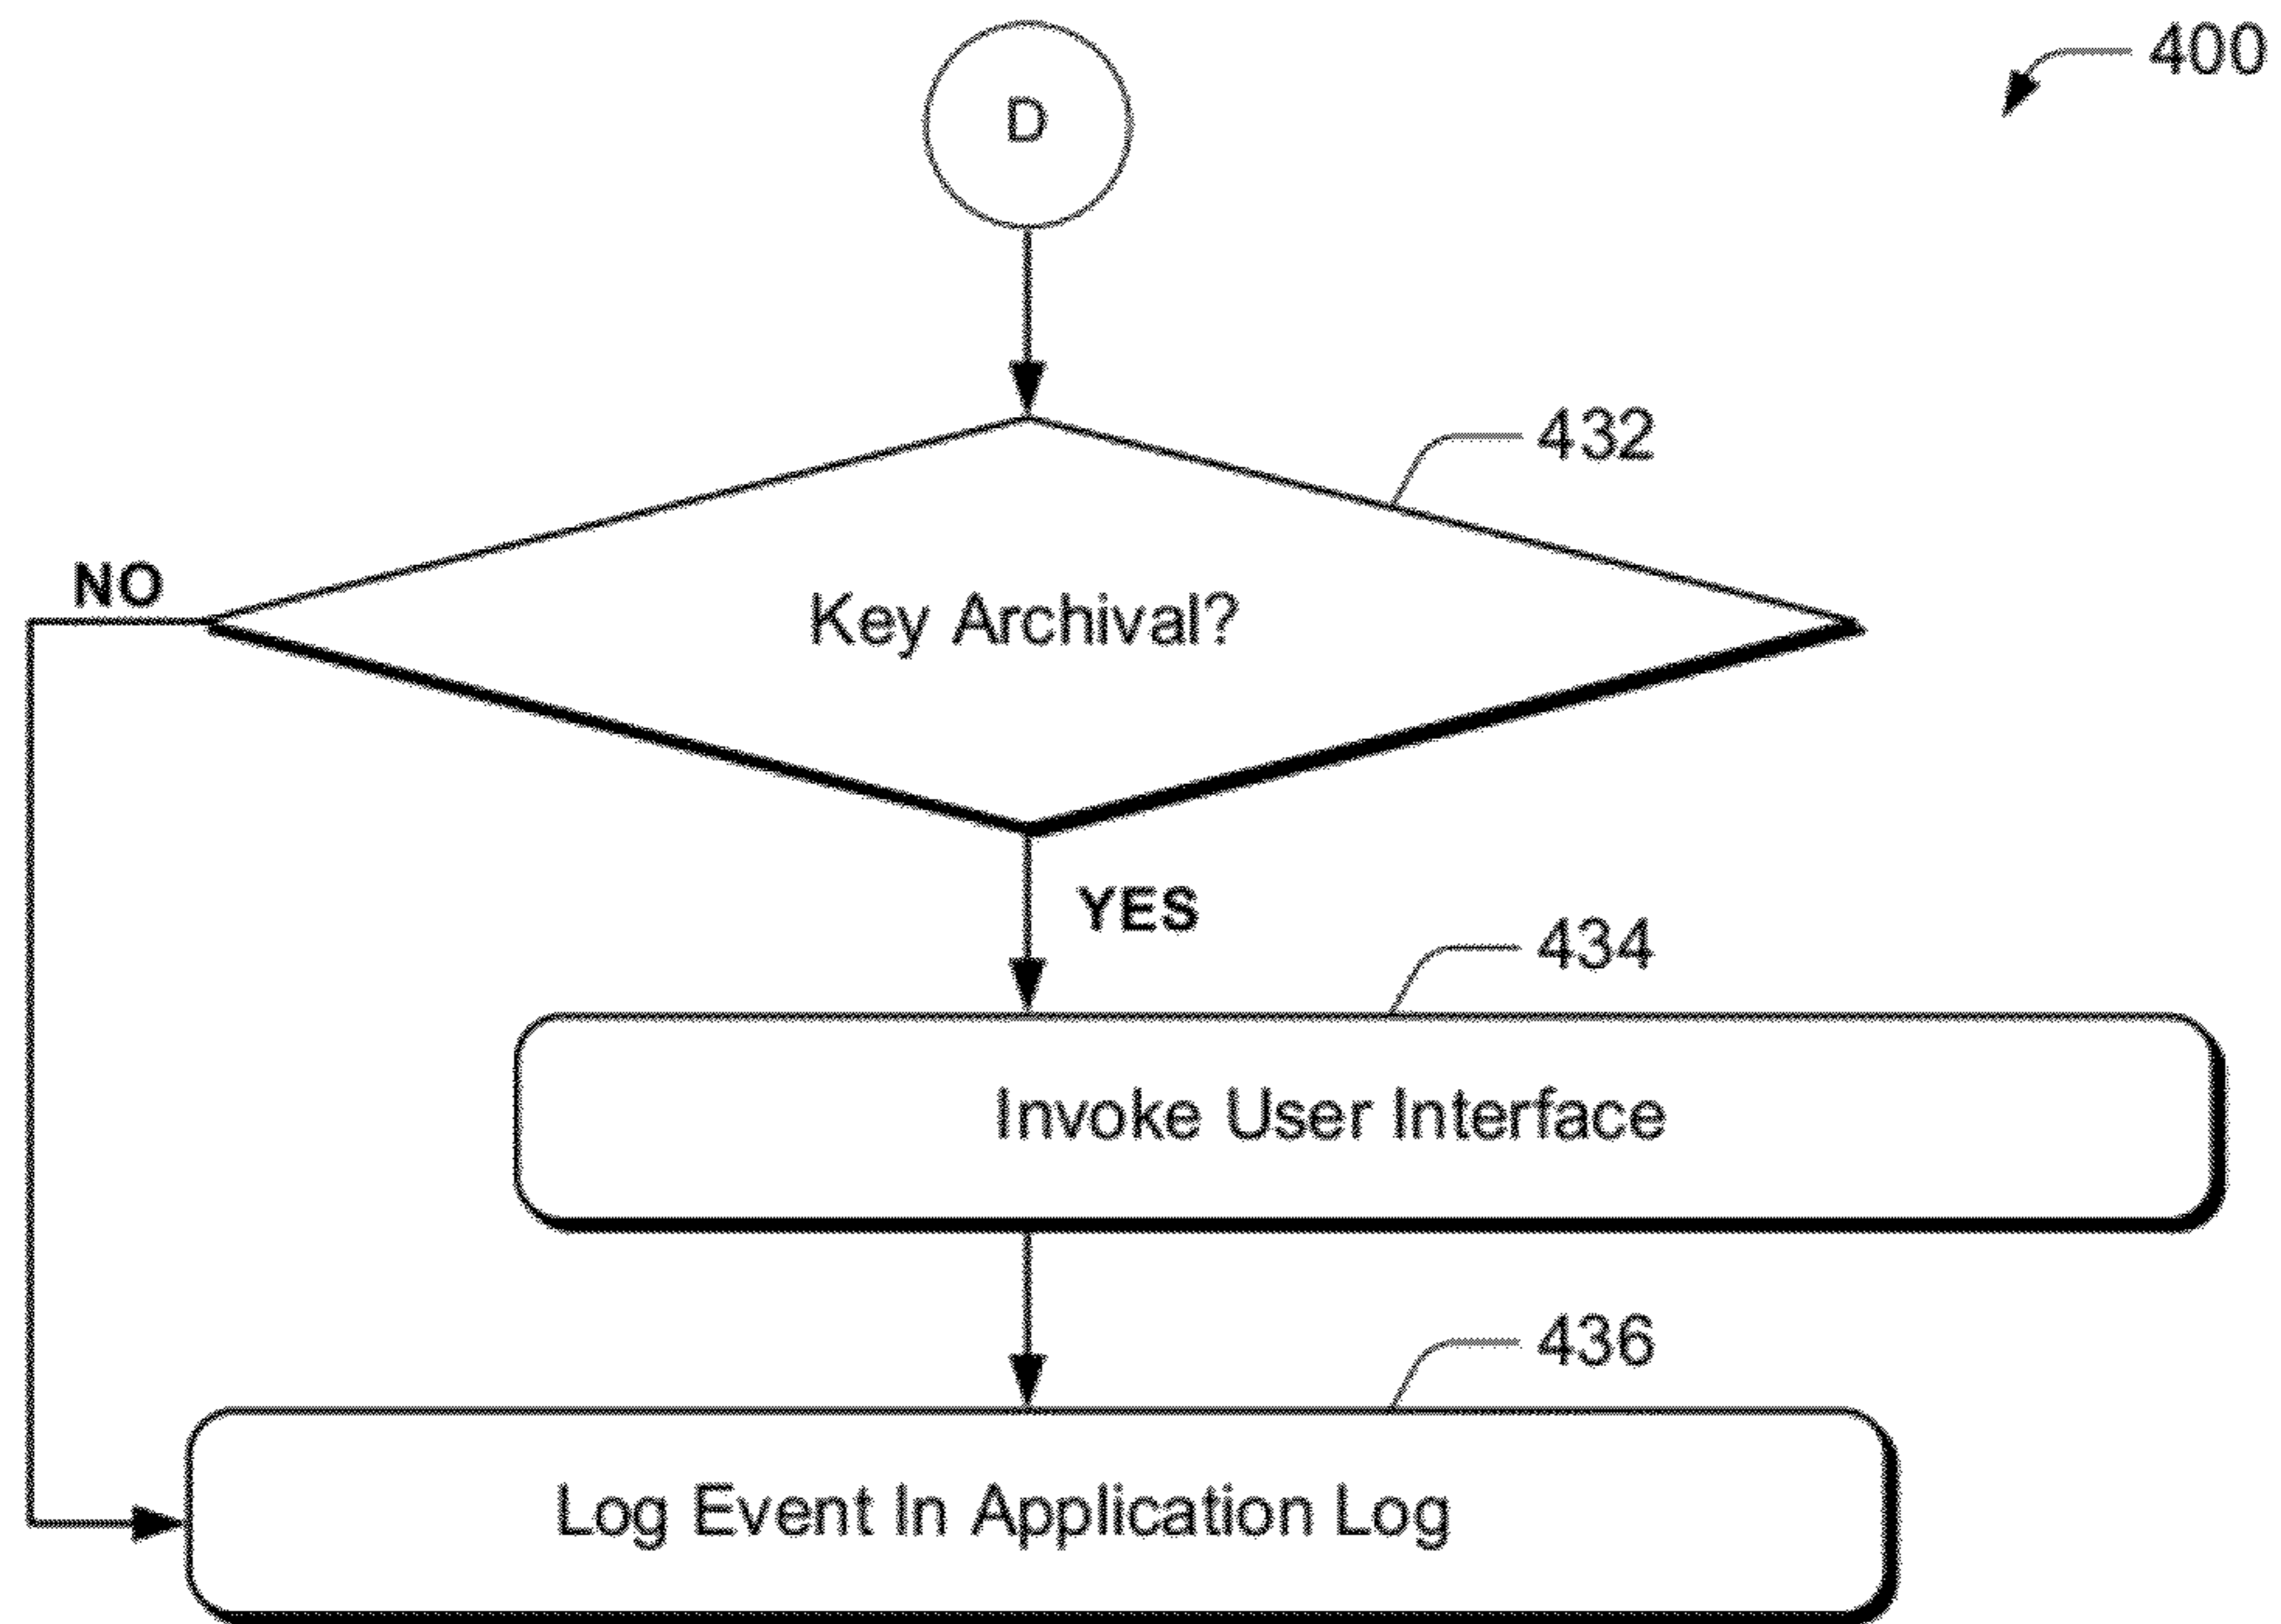 400
D
432
NO
Key Archival?
YES
434
Invoke User Interface
436
Log Event In Application Log